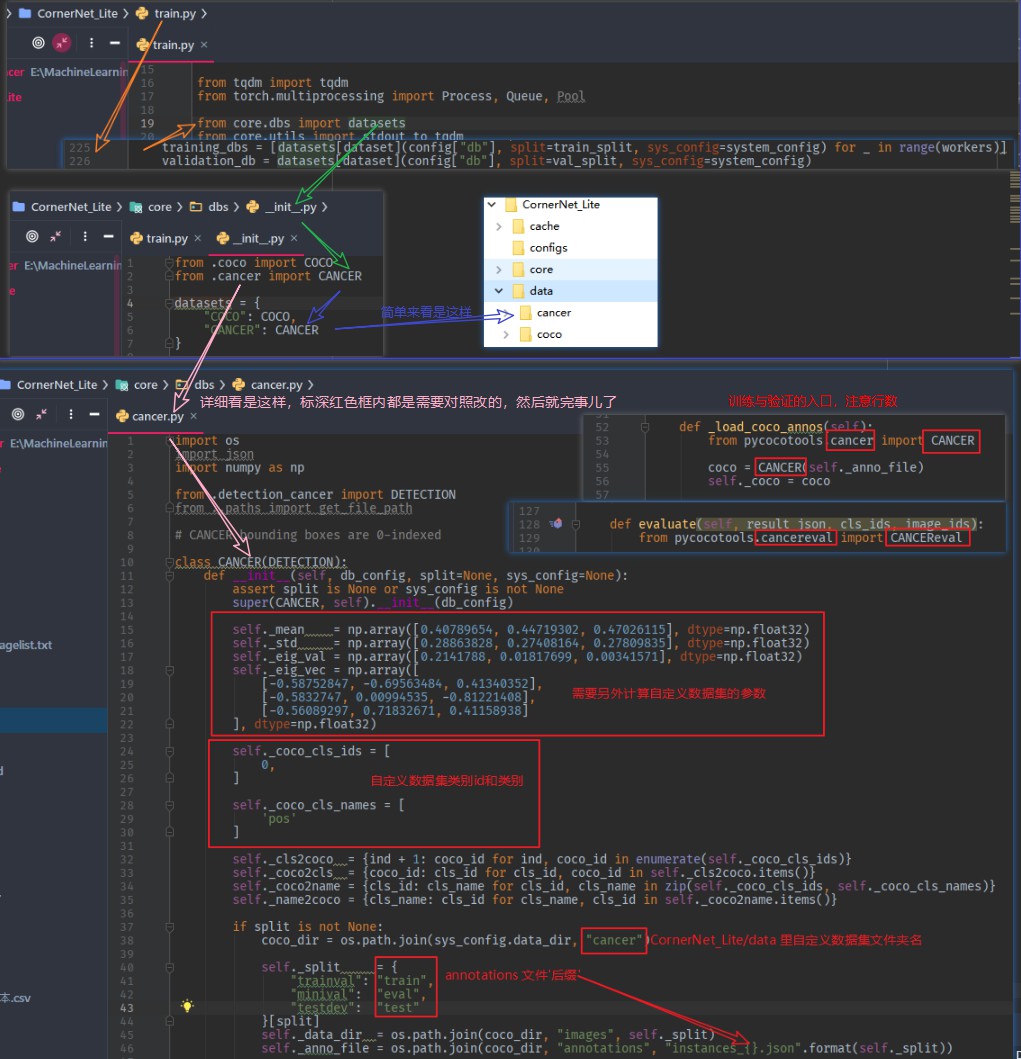 CornerNet_Lite > train.py >
train.py ×
cer E:\MachineLearnin
ite
15
16 from tqdm import tqdm
17 from torch.multiprocessing import Process, Queue, Pool
18
19 from core.dbs import datasets
20 from core.utils import stdout_to_tqdm
225 training_dbs = [datasets[dataset](config["db"], split=train_split, sys_config=system_config) for _ in range(workers)]
226 validation_db = datasets[dataset](config["db"], split=val_split, sys_config=system_config)
CornerNet_Lite > core > dbs > __init__.py >
train.py × __init__.py ×
er E:\MachineLearnin
e
1 from .coco import COCO
2 from .cancer import CANCER
3
4 datasets = {
5 "COCO": COCO,
6 "CANCER": CANCER
7 }
CornerNet_Lite
cache
configs
core
data
cancer
coco
简单来看是这样
CornerNet_Lite > core > dbs > cancer.py >
详细看是这样，标深红色框内都是需要对照改的，然后就完事儿了
cancer.py ×
r E:\MachineLearnin
agelist.txt
d
本.csv
训练与验证的入口，注意行数
52 def _load_coco_annos(self):
53 from pycocotools.cancer import CANCER
54
55 coco = CANCER(self._anno_file)
56 self._coco = coco
57
127
128 def evaluate(self, result_json, cls_ids, image_ids):
129 from pycocotools.cancereval import CANCEReval
1 import os
2 import json
3 import numpy as np
4
5 from .detection_cancer import DETECTION
6 from ..paths import get_file_path
7
8 # CANCER bounding boxes are 0-indexed
9
10 class CANCER(DETECTION):
11 def __init__(self, db_config, split=None, sys_config=None):
12 assert split is None or sys_config is not None
13 super(CANCER, self).__init__(db_config)
14
15 self._mean = np.array([0.40789654, 0.44719302, 0.47026115], dtype=np.float32)
16 self._std = np.array([0.28863828, 0.27408164, 0.27809835], dtype=np.float32)
17 self._eig_val = np.array([0.2141788, 0.01817699, 0.00341571], dtype=np.float32)
18 self._eig_vec = np.array([
19 [-0.58752847, -0.69563484, 0.41340352],
20 [-0.5832747, 0.00994535, -0.81221408],
21 [-0.56089297, 0.71832671, 0.41158938]
22 ], dtype=np.float32)
需要另外计算自定义数据集的参数
23
24 self._coco_cls_ids = [
25 0,
26 ]
自定义数据集类别id和类别
27
28 self._coco_cls_names = [
29 'pos'
30 ]
31
32 self._cls2coco = {ind + 1: coco_id for ind, coco_id in enumerate(self._coco_cls_ids)}
33 self._coco2cls = {coco_id: cls_id for cls_id, coco_id in self._cls2coco.items()}
34 self._coco2name = {cls_id: cls_name for cls_id, cls_name in zip(self._coco_cls_ids, self._coco_cls_names)}
35 self._name2coco = {cls_name: cls_id for cls_name, cls_id in self._coco2name.items()}
36
37 if split is not None:
38 coco_dir = os.path.join(sys_config.data_dir, "cancer")
CornerNet_Lite/data 里自定义数据集文件夹名
39
40 self._split = {
41 "trainval": "train",
42 "minival": "eval",
43 "testdev": "test"
44 }[split]
annotations 文件'后缀'
45 self._data_dir = os.path.join(coco_dir, "images", self._split)
46 self._anno_file = os.path.join(coco_dir, "annotations", "instances_{}.json".format(self._split))